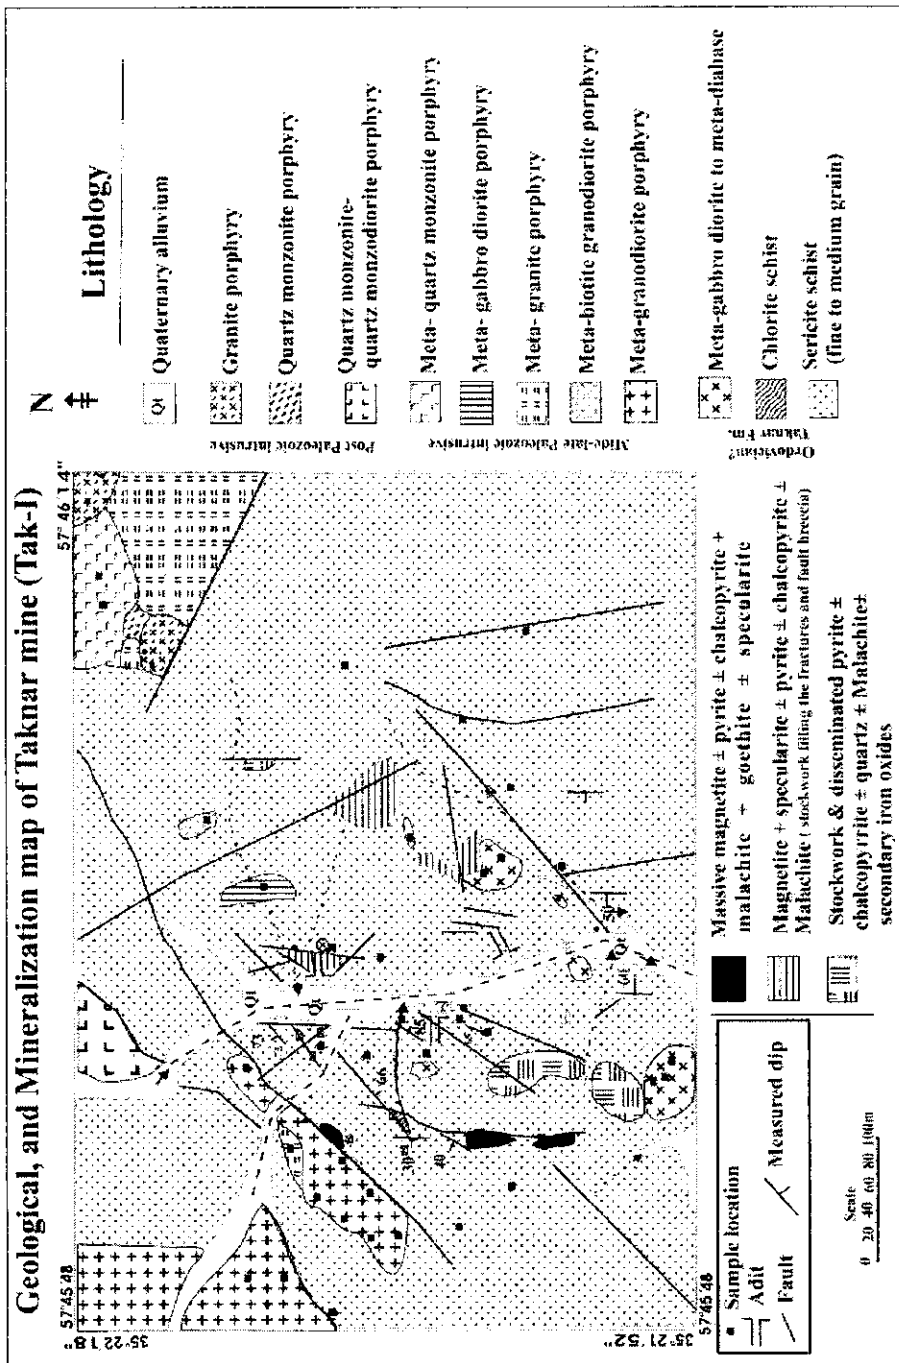 Geological, and Mineralization map of Taknar mine (Tak-I)
57° 45' 48
57° 46' 14"
35° 22' 18"
35° 21' 52"
57°45' 48
Qt
Qt
Qt
N
Lithology
Qt
Quaternary alluvium
Granite porphyry
Quartz monzonite porphyry
Quartz monzonite-
quartz monzodiorite porphyry
Meta- quartz monzonite porphyry
Meta- gabbro diorite porphyry
Meta- granite porphyry
Meta-biotite granodiorite porphyry
Meta-granodiorite porphyry
Meta-gabbro diorite to meta-diabase
Chlorite schist
Sericite schist
(fine to medium grain)
Post Paleozoic intrusive
Mide-late Paleozoic intrusive
Ordovician?
Taknar Fm.
Sample location
Adit
Fault
Measured dip
Scale
0 20 40 60 80 100m
Massive magnetite ± pyrite ± chalcopyrite +
malachite + goethite ± specularite
Magnetite + specularite ± pyrite ± chalcopyrite ±
Malachite ( stockwork filling the fractures and fault breccia)
Stockwork & disseminated pyrite ±
chalcopyrrite ± quartz ± Malachite±
secondary iron oxides